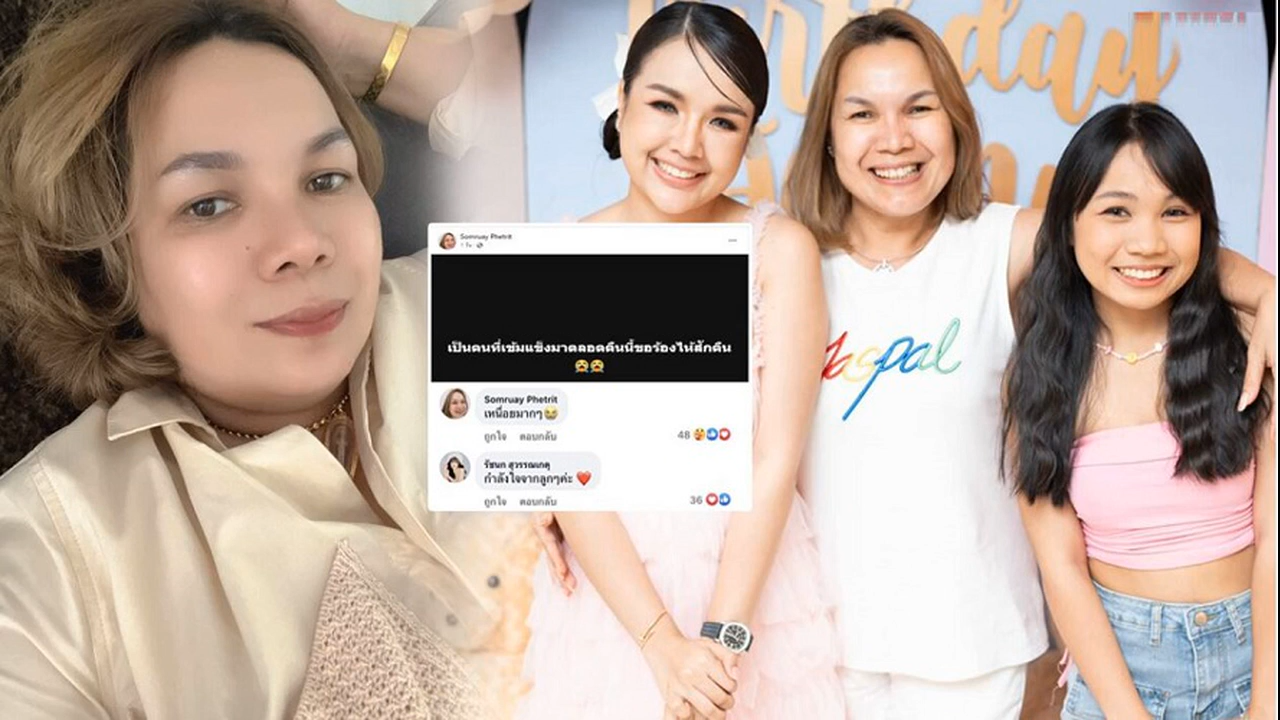 Birthday
Jaspal
Somruay Phetrit
เป็นคนที่เข้มแข็งมาตลอดคืนนี้ขอร้องไห้สักคืน
😭😭
Somruay Phetrit
เหนื่อยมากๆ😭
ถูกใจ ตอบกลับ
48
รัชนก สุวรรณเกตุ
กำลังใจจากลูกๆค่ะ ❤️
ถูกใจ ตอบกลับ
36